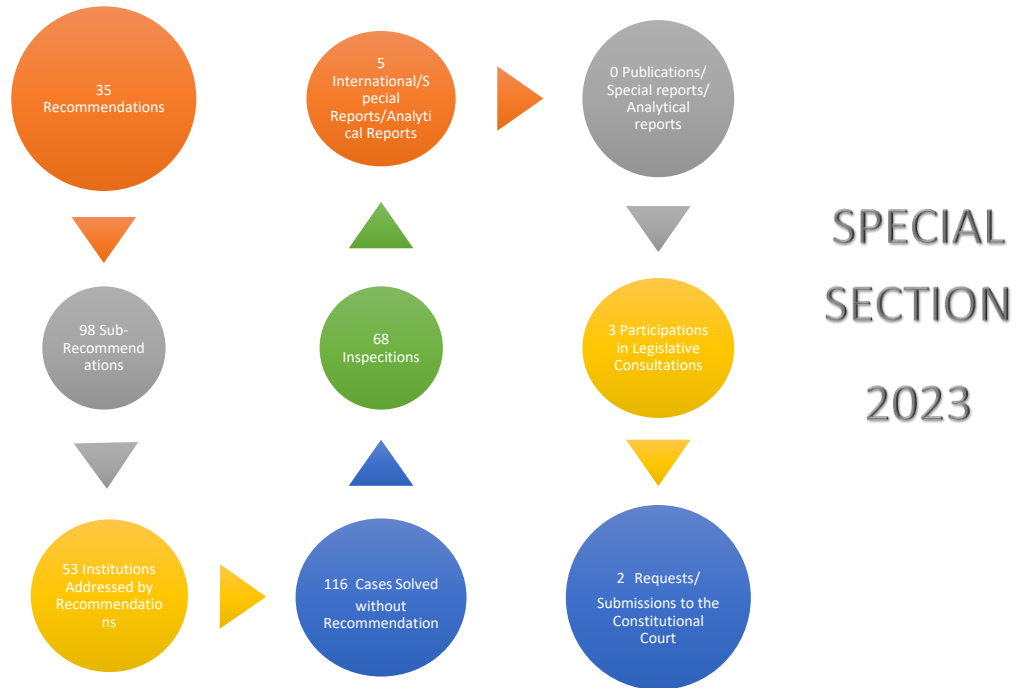 35
Recommendations
98 Sub-
Recommend
ations
53 Institutions
Addressed by
Recommendatio
ns
116 Cases Solved
without
Recommendation
68
Inspecitions
5
International/S
pecial
Reports/Analyti
cal Reports
0 Publications/
Special reports/
Analytical
reports
3 Participations
in Legislative
Consultations
2 Requests/
Submissions to the
Constitutional
Court
SPECIAL
SECTION
2023